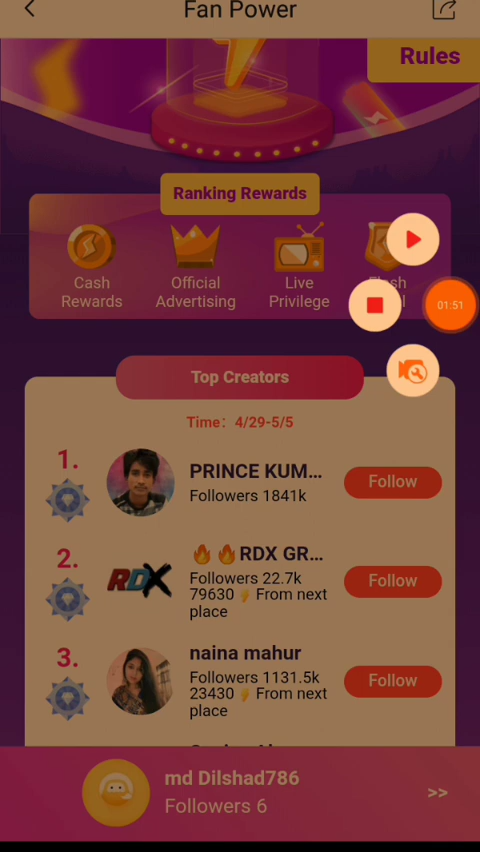 Fan Power
Rules
Ranking Rewards
Cash
Rewards
Official
Advertising
Live
Privilege
01:51
Top Creators
Time: 4/29-5/5
1.
PRINCE KUM...
Followers 1841k
Follow
2.
🔥🔥RDX GR...
RDX
Followers 22.7k
79630⚡From next
place
Follow
3.
naina mahur
Followers 1131.5k
23430⚡From next
place
Follow
md Dilshad786
Followers 6
>>